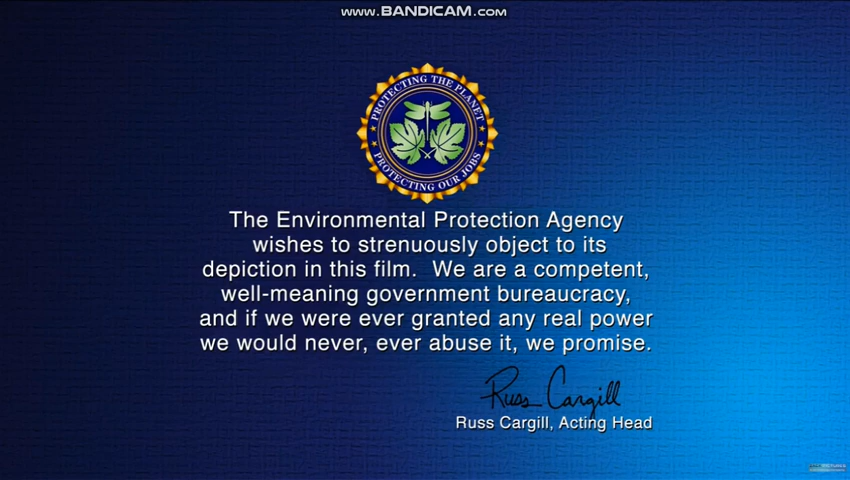 www.BANDICAM.com
PROTECTING THE PLANET
PROTECTING OUR JOBS
The Environmental Protection Agency
wishes to strenuously object to its
depiction in this film. We are a competent,
well-meaning government bureaucracy,
and if we were ever granted any real power
we would never, ever abuse it, we promise.
Russ Cargill
Russ Cargill, Acting Head